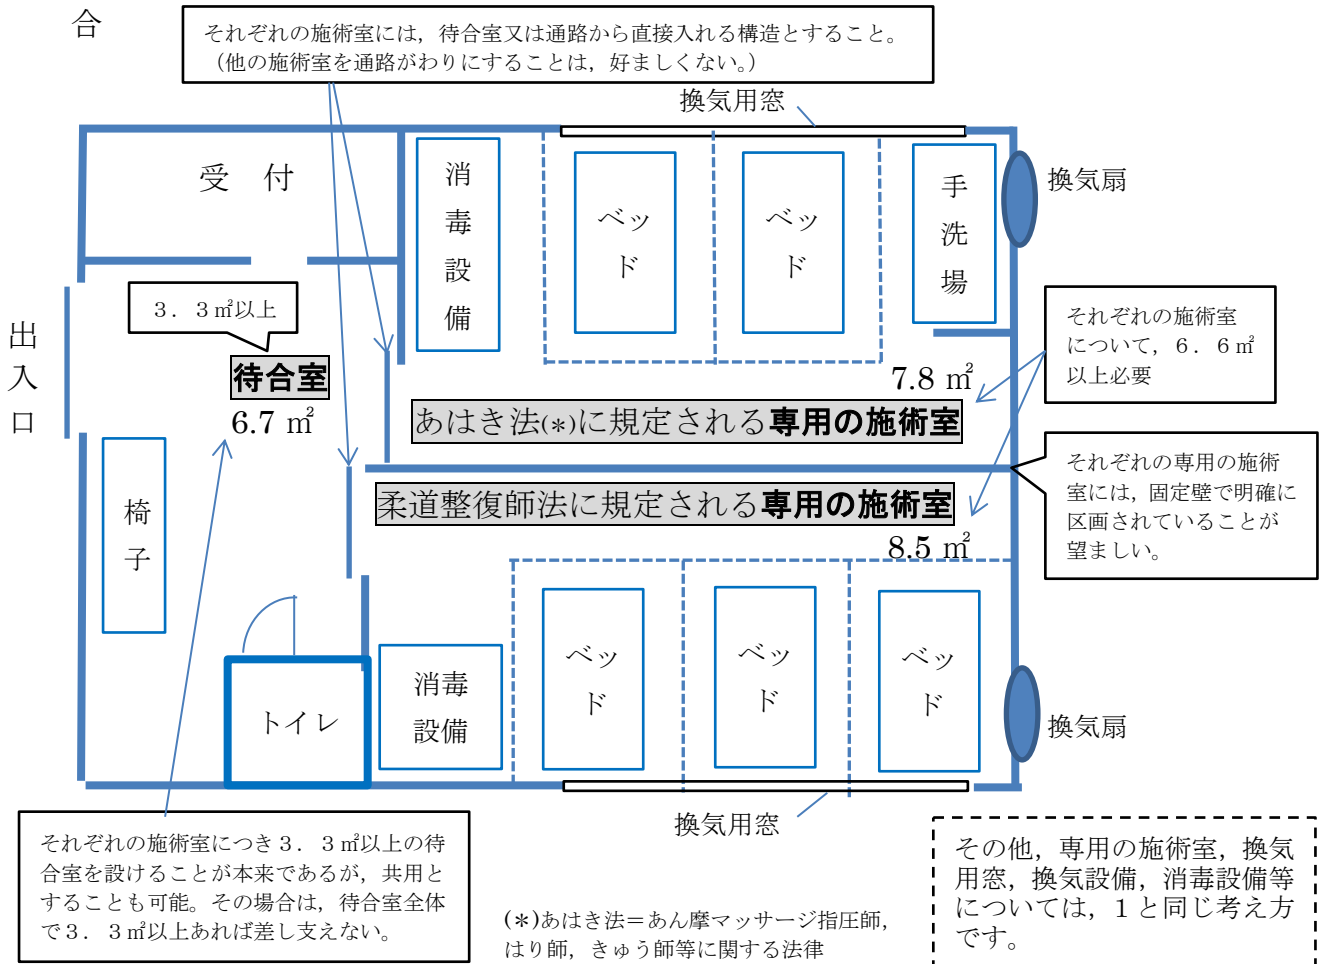 合
それぞれの施術室には，待合室又は通路から直接入れる構造とすること。
（他の施術室を通路がわりにすることは，好ましくない。）
換気用窓
受　付
消毒設備
ベッド
ベッド
手洗場
換気扇
3．3㎡以上
出入口
待合室
6.7 ㎡
それぞれの施術室
について，6．6㎡
以上必要
7.8 ㎡
あはき法(*)に規定される専用の施術室
それぞれの専用の施術
室には，固定壁で明確に
区画されていることが
望ましい。
柔道整復師法に規定される専用の施術室
8.5 ㎡
椅子
トイレ
消毒
設備
ベッド
ベッド
ベッド
換気扇
換気用窓
それぞれの施術室につき3．3㎡以上の待
合室を設けることが本来であるが，共用と
することも可能。その場合は，待合室全体
で3．3㎡以上あれば差し支えない。
(*)あはき法＝あん摩マッサージ指圧師，
はり師，きゅう師等に関する法律
その他，専用の施術室，換気
用窓，換気設備，消毒設備等
については，1と同じ考え方
です。